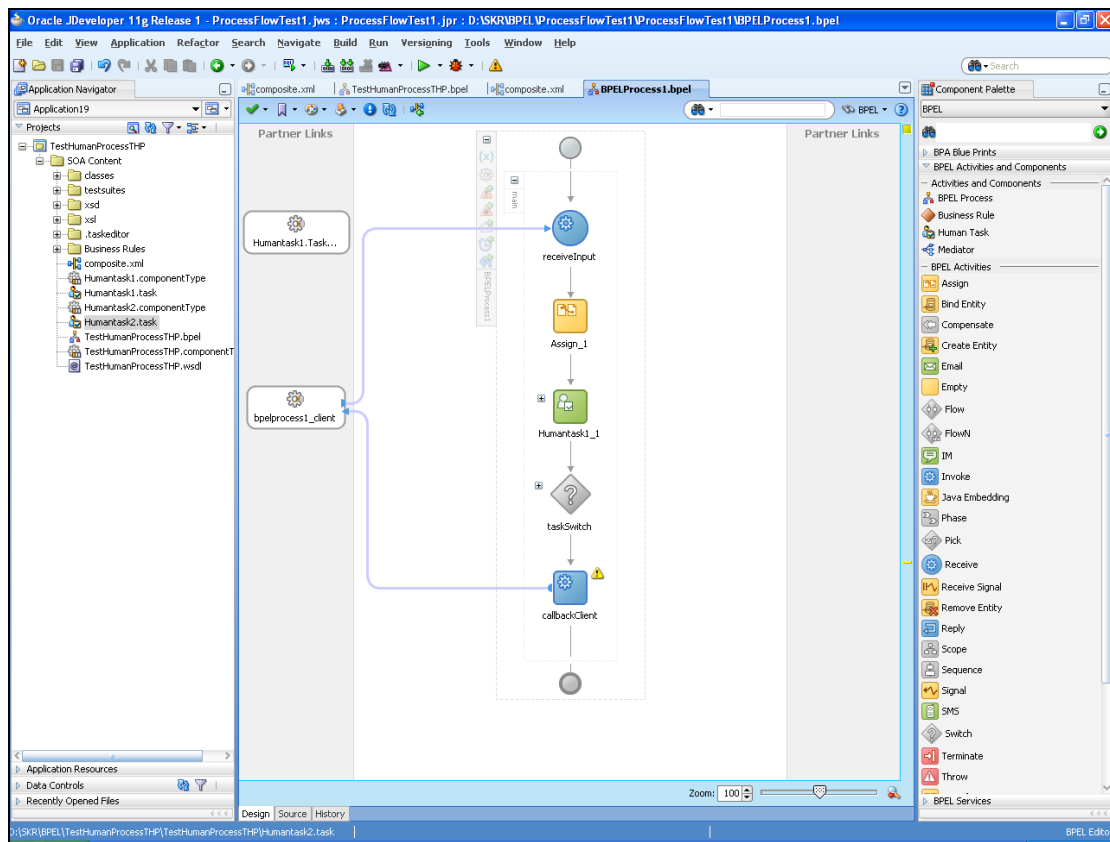 Oracle JDeveloper 11g Release 1 - ProcessFlowTest1.jws : ProcessFlowTest1.jpr : D:\SKR\BPEL\ProcessFlowTest1\ProcessFlowTest1\BPELProcess1.bpel
File Edit View Application Refactor Search Navigate Build Run Versioning Tools Window Help
Search
Application Navigator
composite.xml
TestHumanProcessTHP.bpel
composite.xml
BPELProcess1.bpel
Component Palette
Application19
BPEL
BPEL
Projects
TestHumanProcessTHP
SOA Content
classes
testsuites
xsd
xsl
.taskeditor
Business Rules
composite.xml
Humantask1.componentType
Humantask1.task
Humantask2.componentType
Humantask2.task
TestHumanProcessTHP.bpel
TestHumanProcessTHP.componentT
TestHumanProcessTHP.wsdl
Application Resources
Data Controls
Recently Opened Files
Partner Links
Partner Links
Humantask1.Task...
bpelprocess1_client
(x)
BPELProcess1
main
receiveInput
Assign_1
Humantask1_1
taskSwitch
callbackClient
Zoom: 100
Design Source History
BPA Blue Prints
BPEL Activities and Components
Activities and Components
BPEL Process
Business Rule
Human Task
Mediator
BPEL Activities
Assign
Bind Entity
Compensate
Create Entity
Email
Empty
Flow
FlowN
IM
Invoke
Java Embedding
Phase
Pick
Receive
Receive Signal
Remove Entity
Reply
Scope
Sequence
Signal
SMS
Switch
Terminate
Throw
BPEL Services
D:\SKR\BPEL\TestHumanProcessTHP\TestHumanProcessTHP\Humantask2.task
BPEL Edito